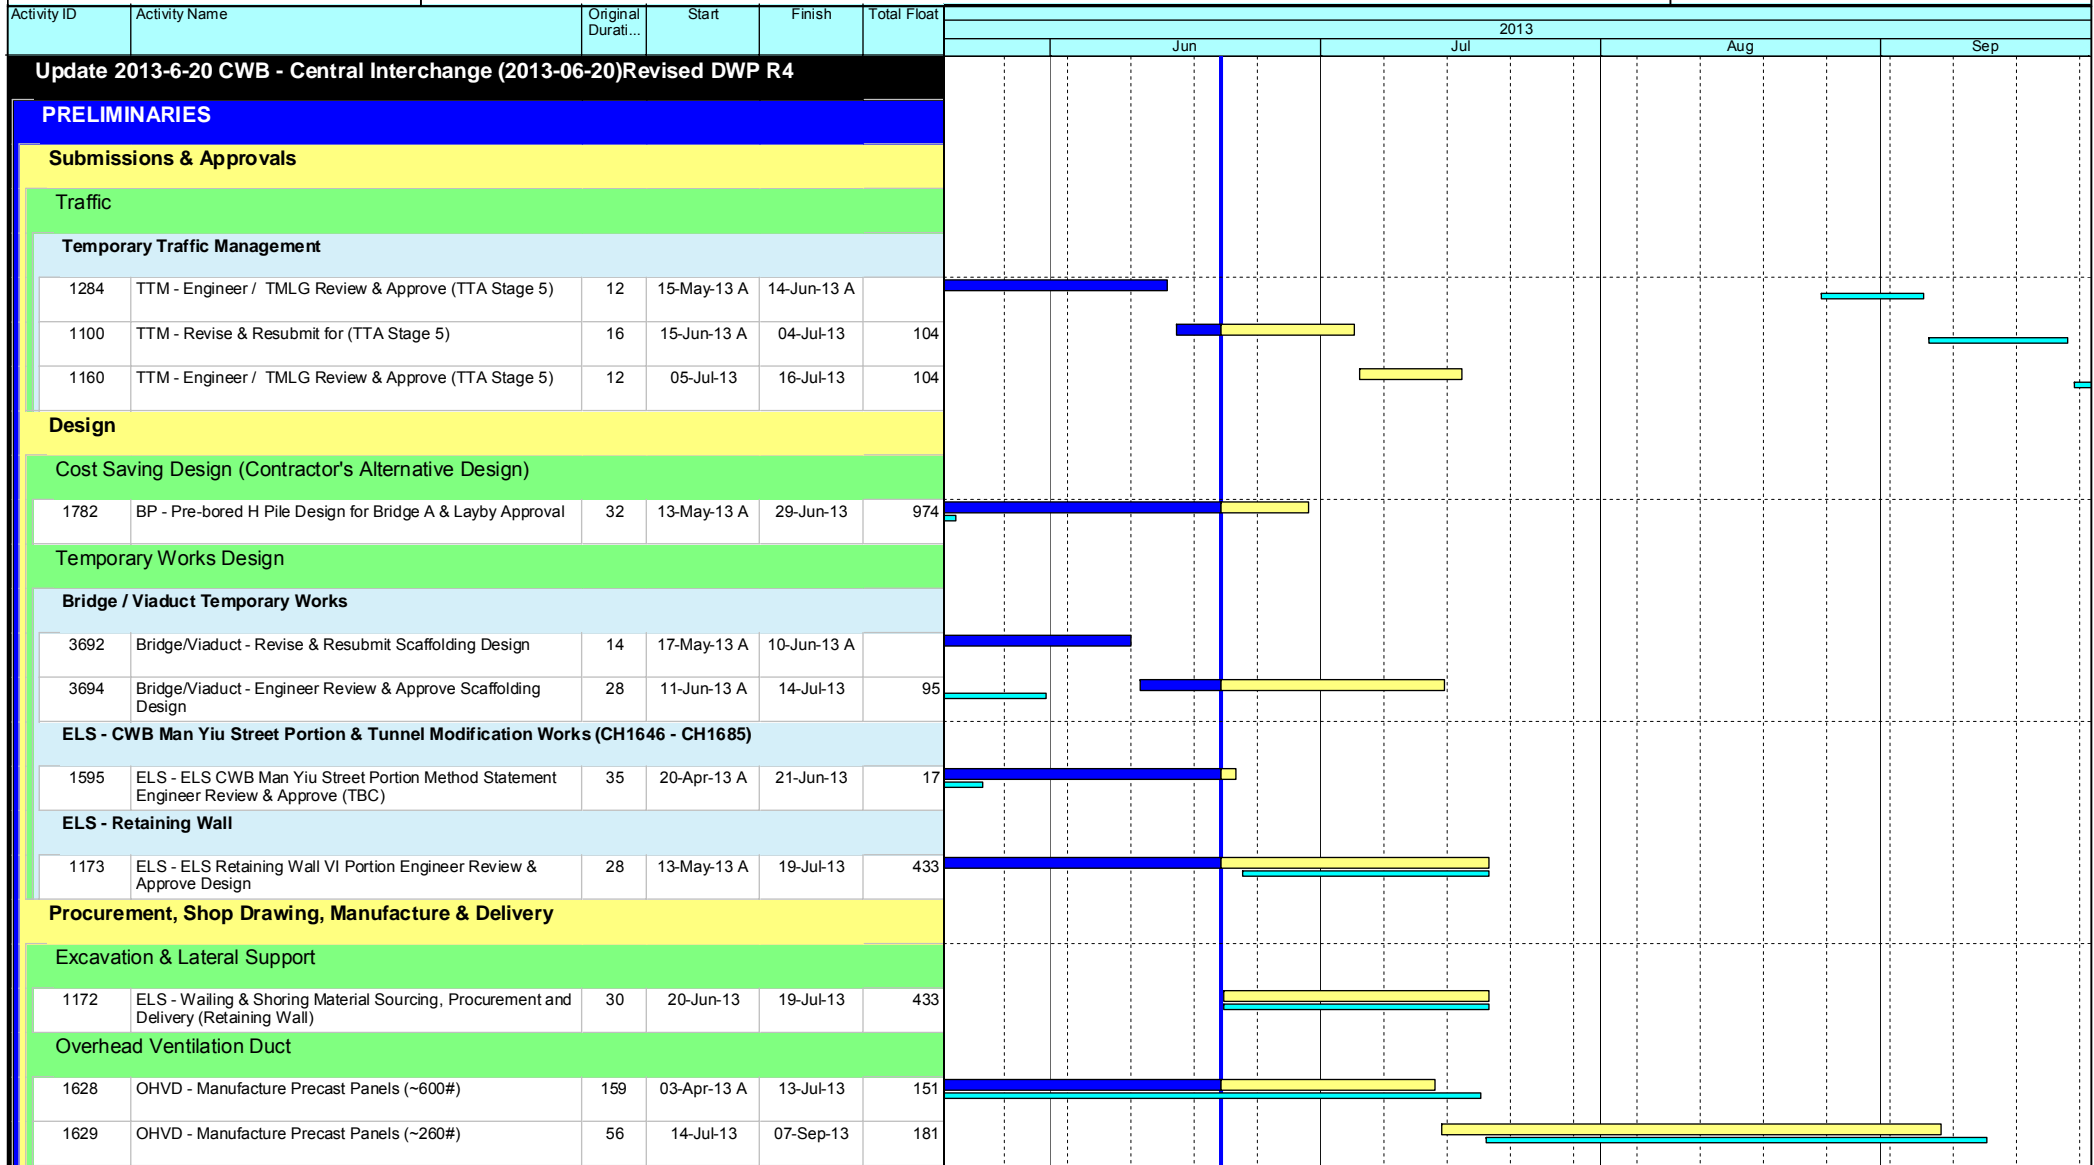 Activity ID Activity Name Original Start Finish Total Float
Durati...
2013
Jun Jul Aug Sep
Update 2013-6-20 CWB - Central Interchange (2013-06-20)Revised DWP R4
PRELIMINARIES
Submissions & Approvals
Traffic
Temporary Traffic Management
1284 TTM - Engineer / TMLG Review & Approve (TTA Stage 5) 12 15-May-13 A 14-Jun-13 A
1100 TTM - Revise & Resubmit for (TTA Stage 5) 16 15-Jun-13 A 04-Jul-13 104
1160 TTM - Engineer / TMLG Review & Approve (TTA Stage 5) 12 05-Jul-13 16-Jul-13 104
Design
Cost Saving Design (Contractor's Alternative Design)
1782 BP - Pre-bored H Pile Design for Bridge A & Layby Approval 32 13-May-13 A 29-Jun-13 974
Temporary Works Design
Bridge / Viaduct Temporary Works
3692 Bridge/Viaduct - Revise & Resubmit Scaffolding Design 14 17-May-13 A 10-Jun-13 A
3694 Bridge/Viaduct - Engineer Review & Approve Scaffolding 28 11-Jun-13 A 14-Jul-13 95
Design
ELS - CWB Man Yiu Street Portion & Tunnel Modification Works (CH1646 - CH1685)
1595 ELS - ELS CWB Man Yiu Street Portion Method Statement 35 20-Apr-13 A 21-Jun-13 17
Engineer Review & Approve (TBC)
ELS - Retaining Wall
1173 ELS - ELS Retaining Wall VI Portion Engineer Review & 28 13-May-13 A 19-Jul-13 433
Approve Design
Procurement, Shop Drawing, Manufacture & Delivery
Excavation & Lateral Support
1172 ELS - Wailing & Shoring Material Sourcing, Procurement and 30 20-Jun-13 19-Jul-13 433
Delivery (Retaining Wall)
Overhead Ventilation Duct
1628 OHVD - Manufacture Precast Panels (~600#) 159 03-Apr-13 A 13-Jul-13 151
1629 OHVD - Manufacture Precast Panels (~260#) 56 14-Jul-13 07-Sep-13 181